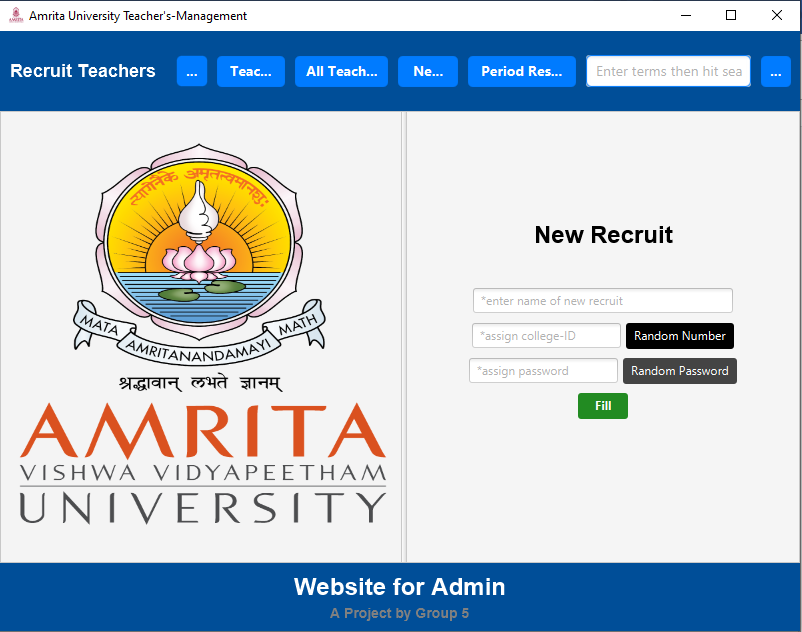 Amrita University Teacher's-Management
Recruit Teachers
...
Teac...
All Teach...
Ne...
Period Res...
Enter terms then hit sea
...
त्यागेनैके अमृतत्वमानशुः
MATA AMRITANANDAMAYI MATH
श्रद्धावान् लभते ज्ञानम्
AMRITA
VISHWA VIDYAPEETHAM
UNIVERSITY
New Recruit
*enter name of new recruit
*assign college-ID
Random Number
*assign password
Random Password
Fill
Website for Admin
A Project by Group 5